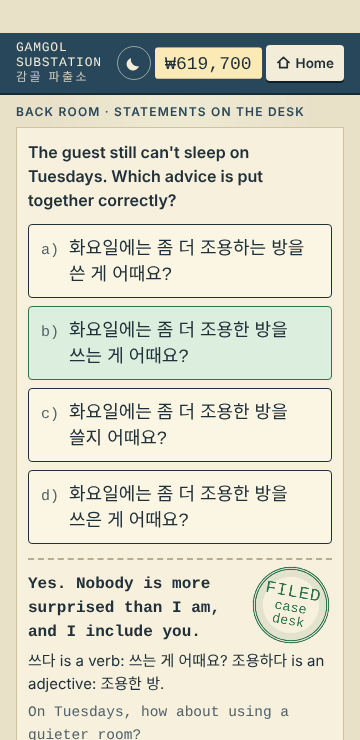 GAMGOL
SUBSTATION
감골 파출소
₩619,700
Home
BACK ROOM · STATEMENTS ON THE DESK
The guest still can't sleep on
Tuesdays. Which advice is put
together correctly?
a) 화요일에는 좀 더 조용하는 방을
쓴 게 어때요?
b) 화요일에는 좀 더 조용한 방을
쓰는 게 어때요?
c) 화요일에는 좀 더 조용한 방을
쓸지 어때요?
d) 화요일에는 좀 더 조용한 방을
쓰은 게 어때요?
Yes. Nobody is more
surprised than I am,
and I include you.
FILED
case
desk
쓰다 is a verb: 쓰는 게 어때요? 조용하다 is an
adjective: 조용한 방.
On Tuesdays, how about using a
quieter room?